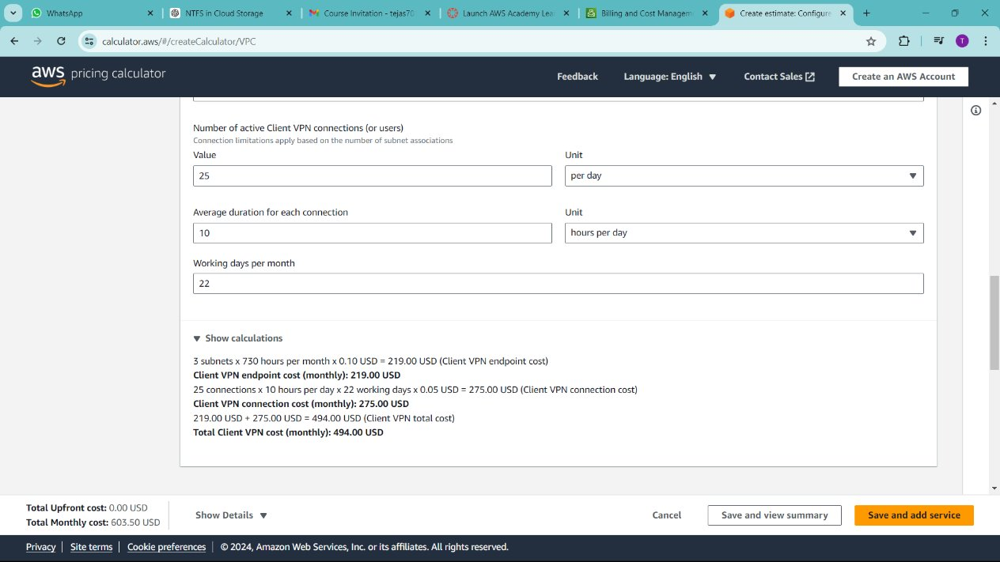 WhatsApp
NTFS in Cloud Storage
Course Invitation - tejas70
Launch AWS Academy Lea
Billing and Cost Managem
Create estimate: Configure
calculator.aws/#/createCalculator/VPC
T
aws pricing calculator
Feedback
Language: English
Contact Sales
Create an AWS Account
Number of active Client VPN connections (or users)
Connection limitations apply based on the number of subnet associations
Value
Unit
25
per day
Average duration for each connection
Unit
10
hours per day
Working days per month
22
Show calculations
3 subnets x 730 hours per month x 0.10 USD = 219.00 USD (Client VPN endpoint cost)
Client VPN endpoint cost (monthly): 219.00 USD
25 connections x 10 hours per day x 22 working days x 0.05 USD = 275.00 USD (Client VPN connection cost)
Client VPN connection cost (monthly): 275.00 USD
219.00 USD + 275.00 USD = 494.00 USD (Client VPN total cost)
Total Client VPN cost (monthly): 494.00 USD
Total Upfront cost: 0.00 USD
Total Monthly cost: 603.50 USD
Show Details
Cancel
Save and view summary
Save and add service
Privacy
Site terms
Cookie preferences
© 2024, Amazon Web Services, Inc. or its affiliates. All rights reserved.